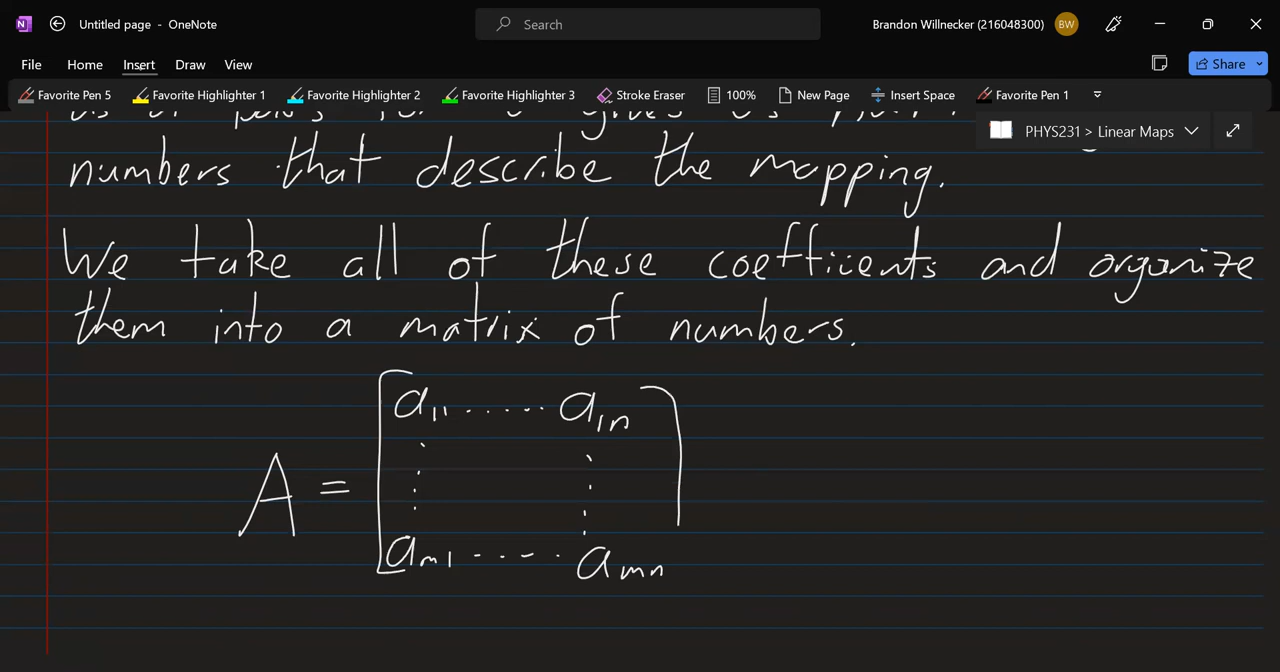 Untitled page - OneNote
Search
Brandon Willnecker (216048300) BW
File Home Insert Draw View
Share
Favorite Pen 5 Favorite Highlighter 1 Favorite Highlighter 2 Favorite Highlighter 3 Stroke Eraser 100% New Page Insert Space Favorite Pen 1
PHYS231 > Linear Maps
numbers that describe the mapping.
We take all of these coefficients and organize
them into a matrix of numbers.
a11 ...... a1n
A =
am1 ...... amn